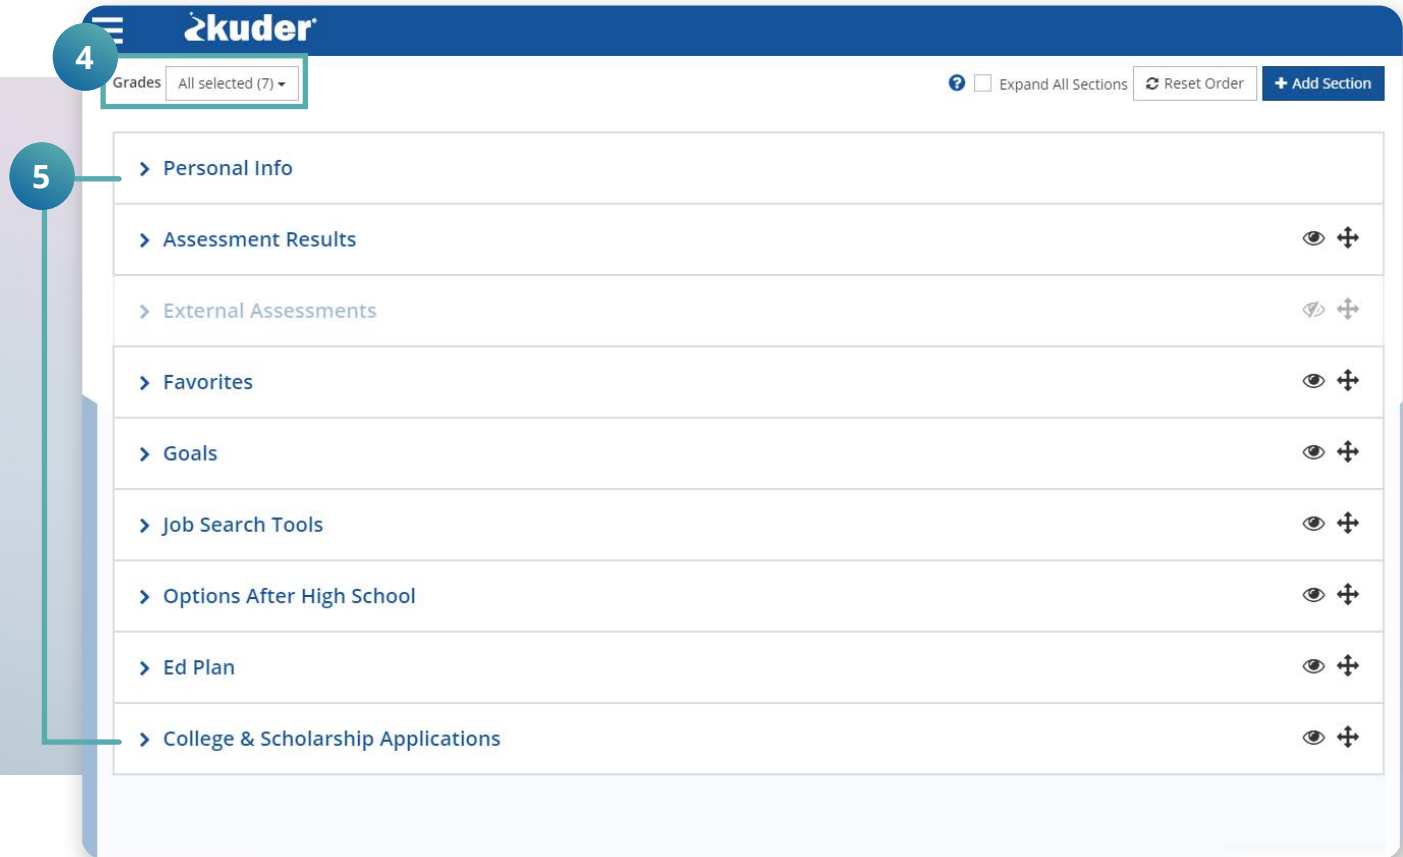 kuder
4
Grades All selected (7)
Expand All Sections Reset Order + Add Section
5
Personal Info
Assessment Results
External Assessments
Favorites
Goals
Job Search Tools
Options After High School
Ed Plan
College & Scholarship Applications